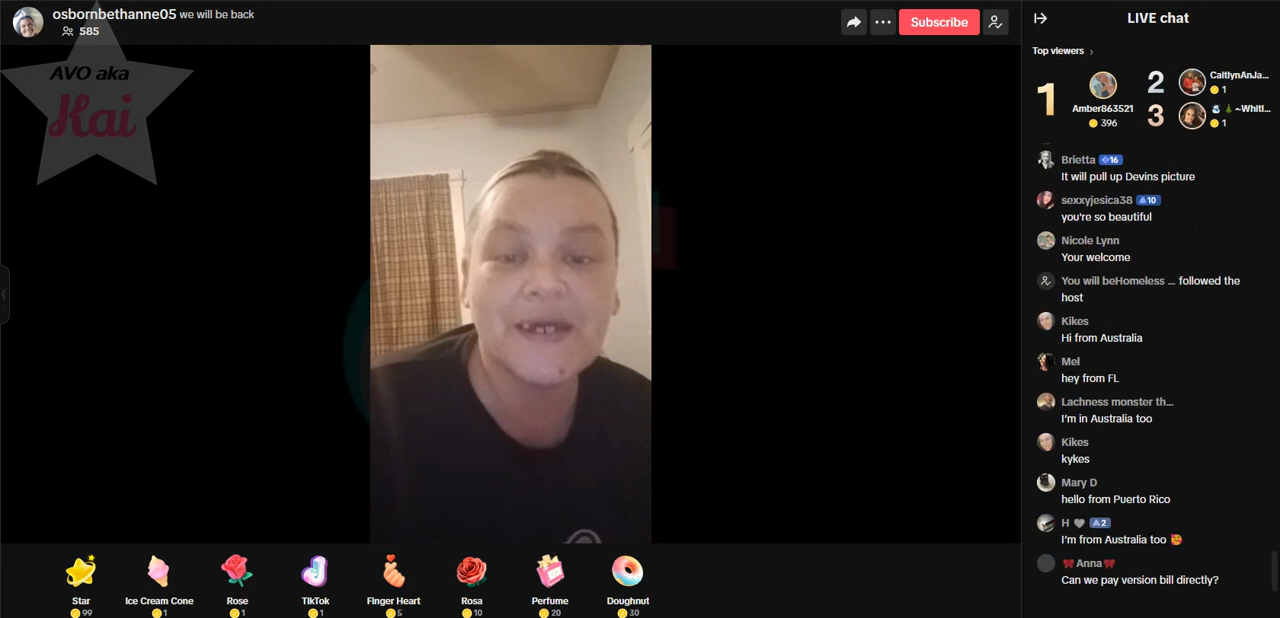 osbornbethanne05 we will be back
585
Subscribe
AVO aka
Kai
LIVE chat
Top viewers
1
Amber863521
396
2
CaitlynAnJa...
1
3
~Whitl...
1
Brietta 16
It will pull up Devins picture
sexxyjesica38 10
you're so beautiful
Nicole Lynn
Your welcome
You will beHomeless ... followed the
host
Kikes
Hi from Australia
Mel
hey from FL
Lachness monster th...
I'm in Australia too
Kikes
kykes
Mary D
hello from Puerto Rico
H 🩶 2
I'm from Australia too 🥰
🎀Anna🎀
Can we pay version bill directly?
Star
99
Ice Cream Cone
1
Rose
1
TikTok
1
Finger Heart
5
Rosa
10
Perfume
20
Doughnut
30